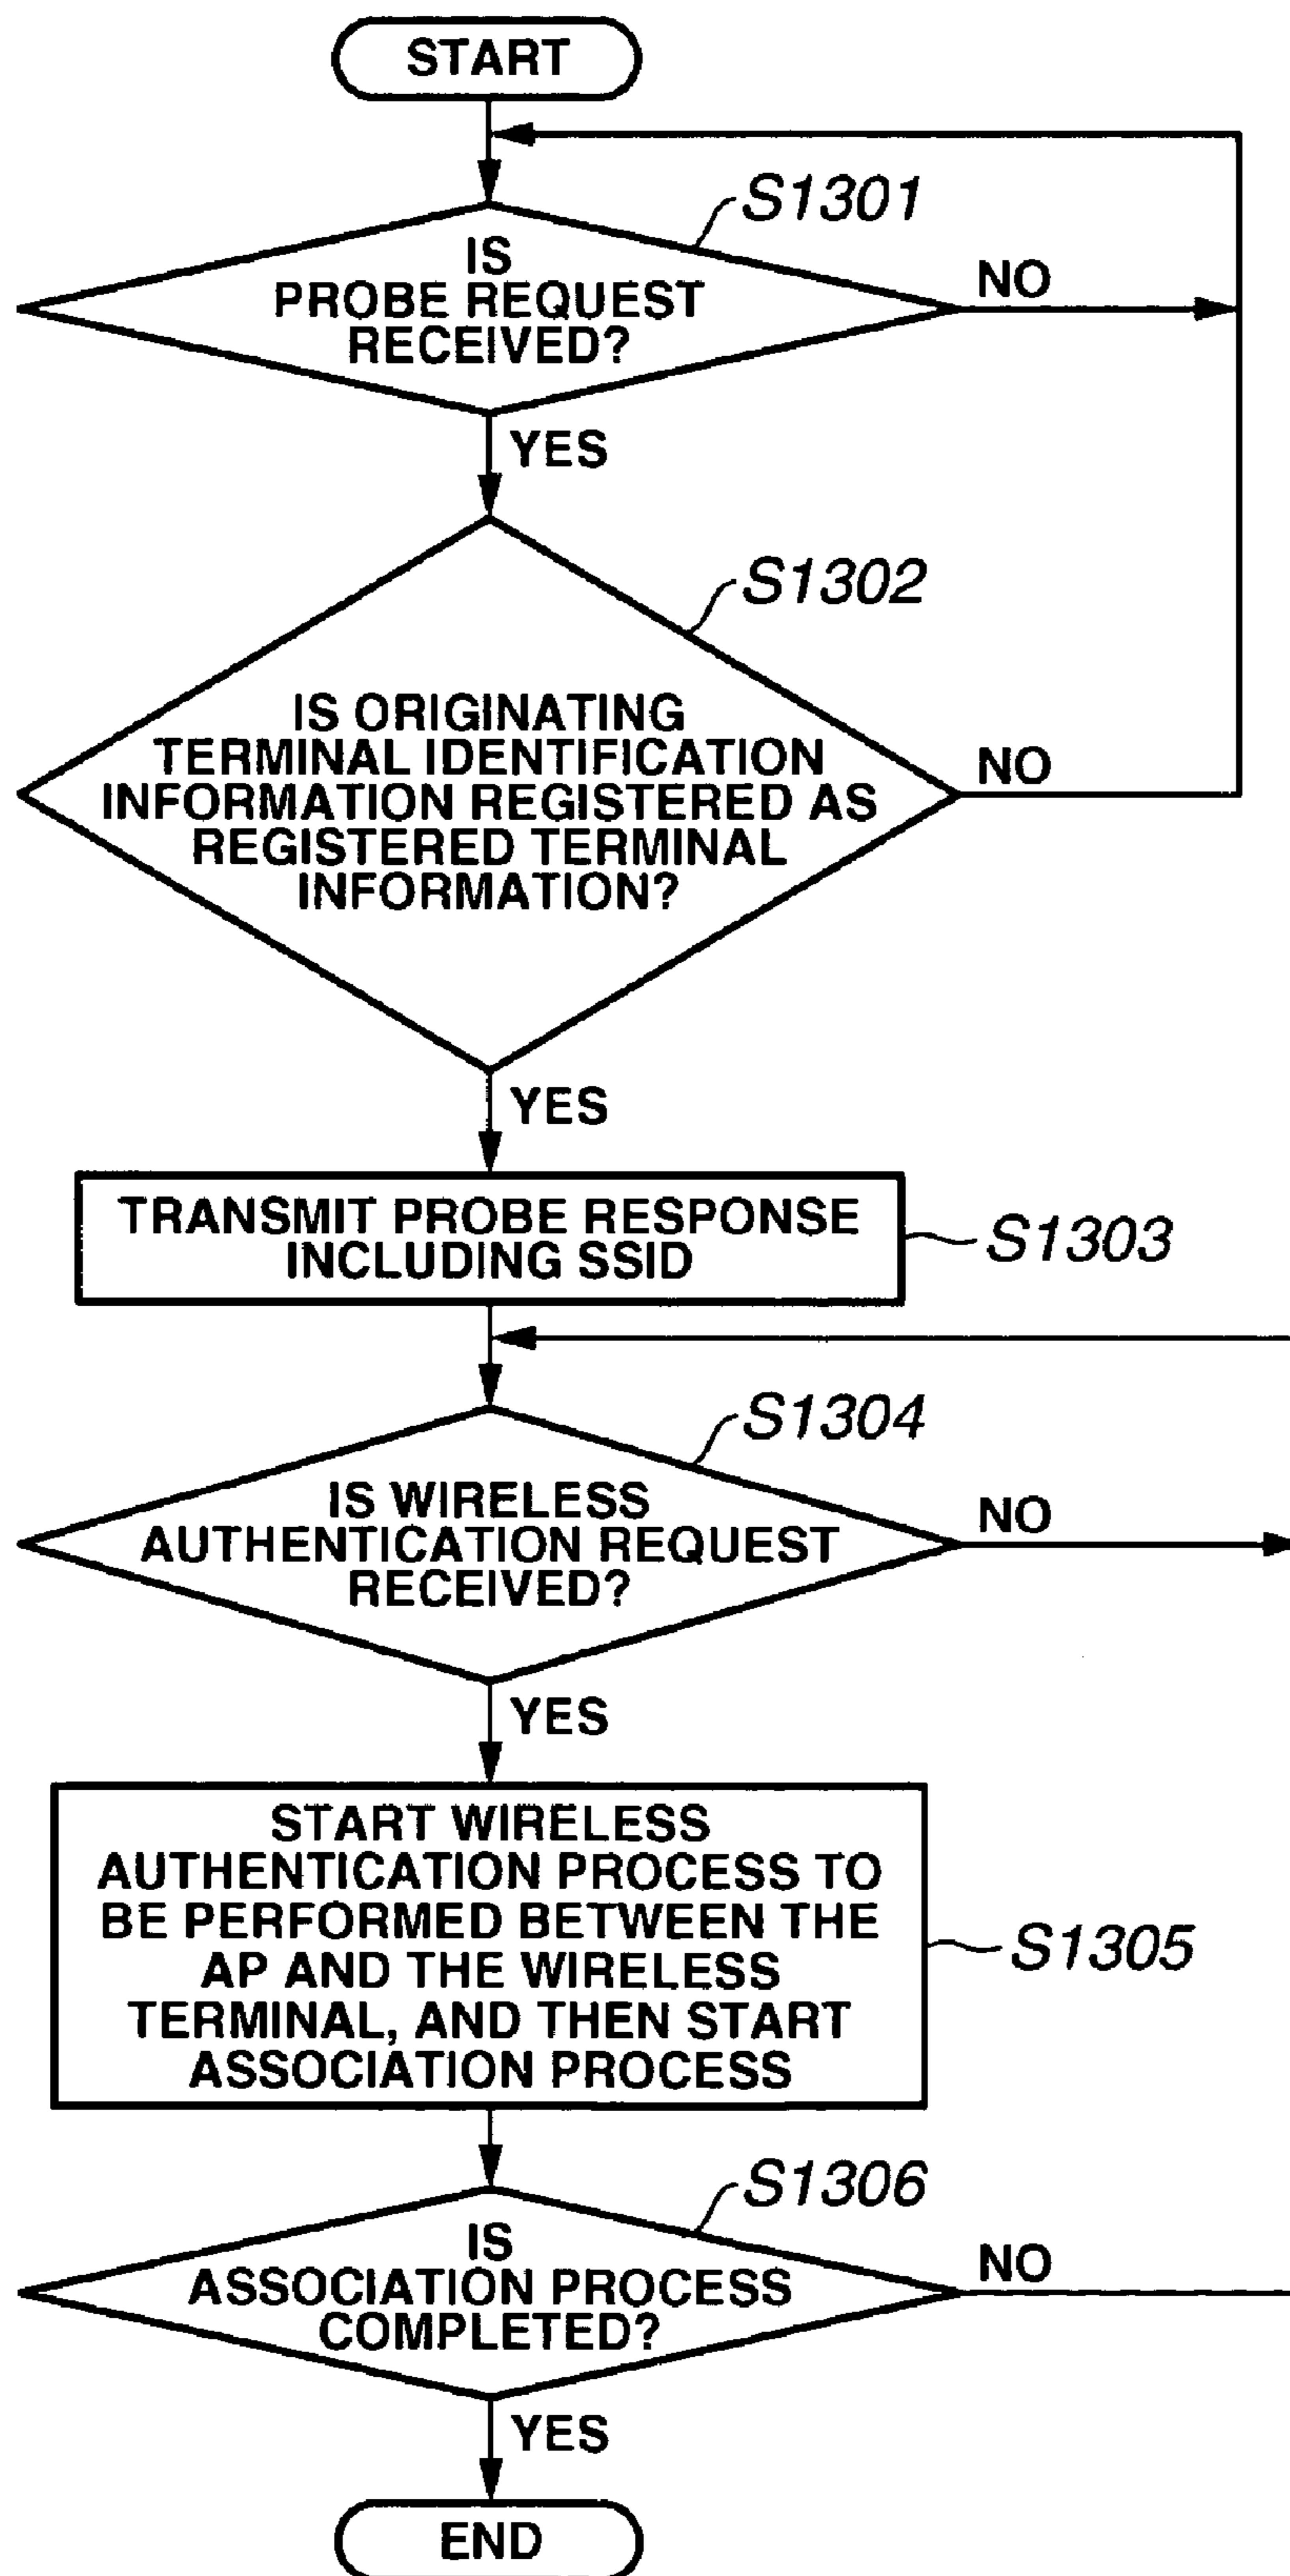 START
S1301
IS
PROBE REQUEST
RECEIVED?
NO
YES
S1302
IS ORIGINATING
TERMINAL IDENTIFICATION
INFORMATION REGISTERED AS
REGISTERED TERMINAL
INFORMATION?
NO
YES
TRANSMIT PROBE RESPONSE
INCLUDING SSID
S1303
S1304
IS WIRELESS
AUTHENTICATION REQUEST
RECEIVED?
NO
YES
START WIRELESS
AUTHENTICATION PROCESS TO
BE PERFORMED BETWEEN THE
AP AND THE WIRELESS
TERMINAL, AND THEN START
ASSOCIATION PROCESS
S1305
S1306
IS
ASSOCIATION PROCESS
COMPLETED?
NO
YES
END